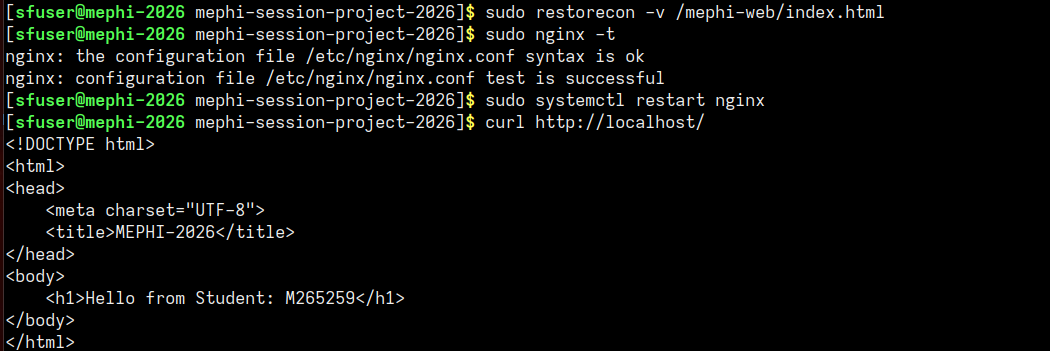 [sfuser@mephi-2026 mephi-session-project-2026]$ sudo restorecon -v /mephi-web/index.html
[sfuser@mephi-2026 mephi-session-project-2026]$ sudo nginx -t
nginx: the configuration file /etc/nginx/nginx.conf syntax is ok
nginx: configuration file /etc/nginx/nginx.conf test is successful
[sfuser@mephi-2026 mephi-session-project-2026]$ sudo systemctl restart nginx
[sfuser@mephi-2026 mephi-session-project-2026]$ curl http://localhost/
<!DOCTYPE html>
<html>
<head>
    <meta charset="UTF-8">
    <title>MEPHI-2026</title>
</head>
<body>
    <h1>Hello from Student: M265259</h1>
</body>
</html>